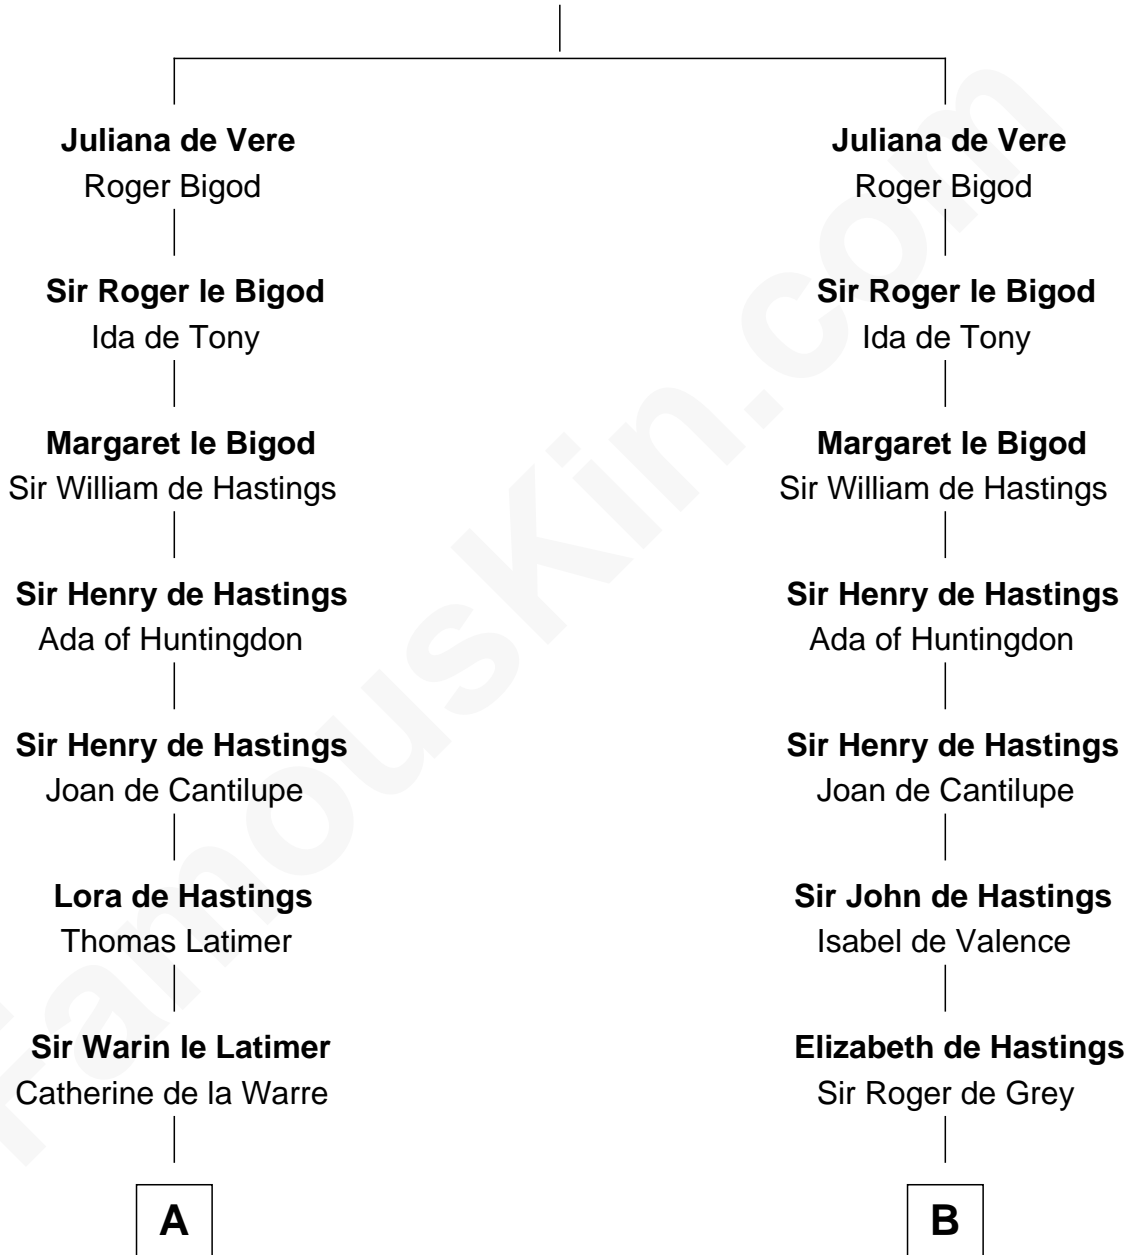 Juliana de Vere
Roger Bigod
Sir Roger le Bigod
Ida de Tony
Margaret le Bigod
Sir William de Hastings
Sir Henry de Hastings
Ada of Huntingdon
Sir Henry de Hastings
Joan de Cantilupe
Lora de Hastings
Thomas Latimer
Sir Warin le Latimer
Catherine de la Warre
A
Juliana de Vere
Roger Bigod
Sir Roger le Bigod
Ida de Tony
Margaret le Bigod
Sir William de Hastings
Sir Henry de Hastings
Ada of Huntingdon
Sir Henry de Hastings
Joan de Cantilupe
Sir John de Hastings
Isabel de Valence
Elizabeth de Hastings
Sir Roger de Grey
B
FamousKin.com